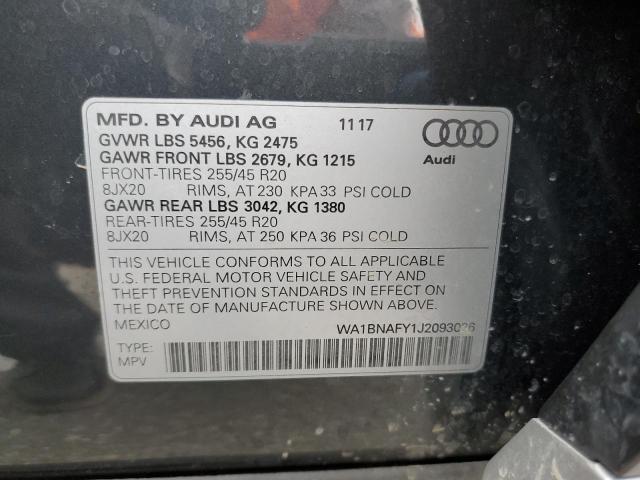 MFD. BY AUDI AG 11 17
GVWR LBS 5456, KG 2475
GAWR FRONT LBS 2679, KG 1215
FRONT-TIRES 255/45 R20
8JX20 RIMS, AT 230 KPA 33 PSI COLD
GAWR REAR LBS 3042, KG 1380
REAR-TIRES 255/45 R20
8JX20 RIMS, AT 250 KPA 36 PSI COLD
Audi
THIS VEHICLE CONFORMS TO ALL APPLICABLE
U.S. FEDERAL MOTOR VEHICLE SAFETY AND
THEFT PREVENTION STANDARDS IN EFFECT ON
THE DATE OF MANUFACTURE SHOWN ABOVE.
MEXICO
TYPE:
MPV